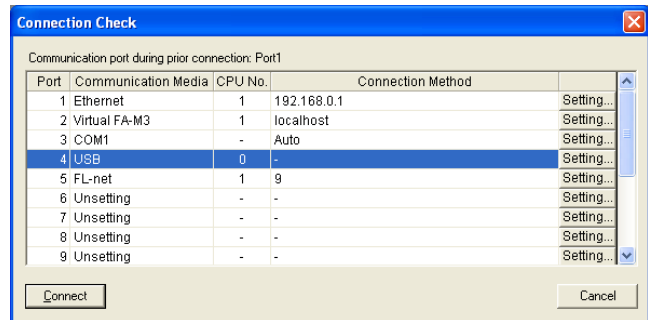 Connection Check
Communication port during prior connection: Port1
Port Communication Media CPU No. Connection Method
1 Ethernet 1 192.168.0.1 Setting...
2 Virtual FA-M3 1 localhost Setting...
3 COM1 - Auto Setting...
4 USB 0 - Setting...
5 FL-net 1 9 Setting...
6 Unsetting - - Setting...
7 Unsetting - - Setting...
8 Unsetting - - Setting...
9 Unsetting - - Setting...
Connect Cancel